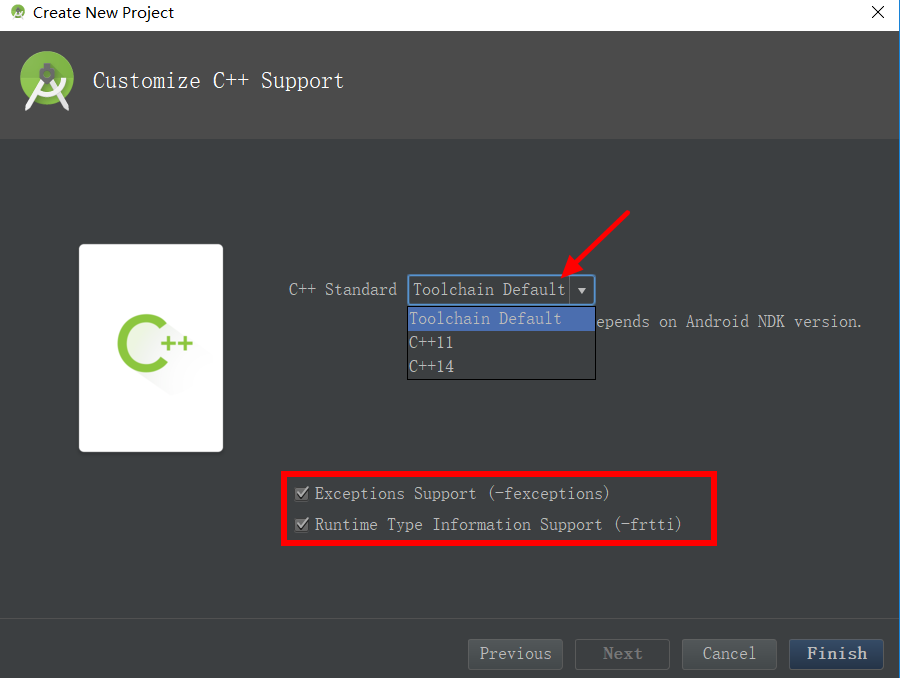 Create New Project
Customize C++ Support
C++
C++ Standard Toolchain Default
Toolchain Default
epends on Android NDK version.
C++11
C++14
Exceptions Support (-fexceptions)
Runtime Type Information Support (-frtti)
Previous Next Cancel Finish